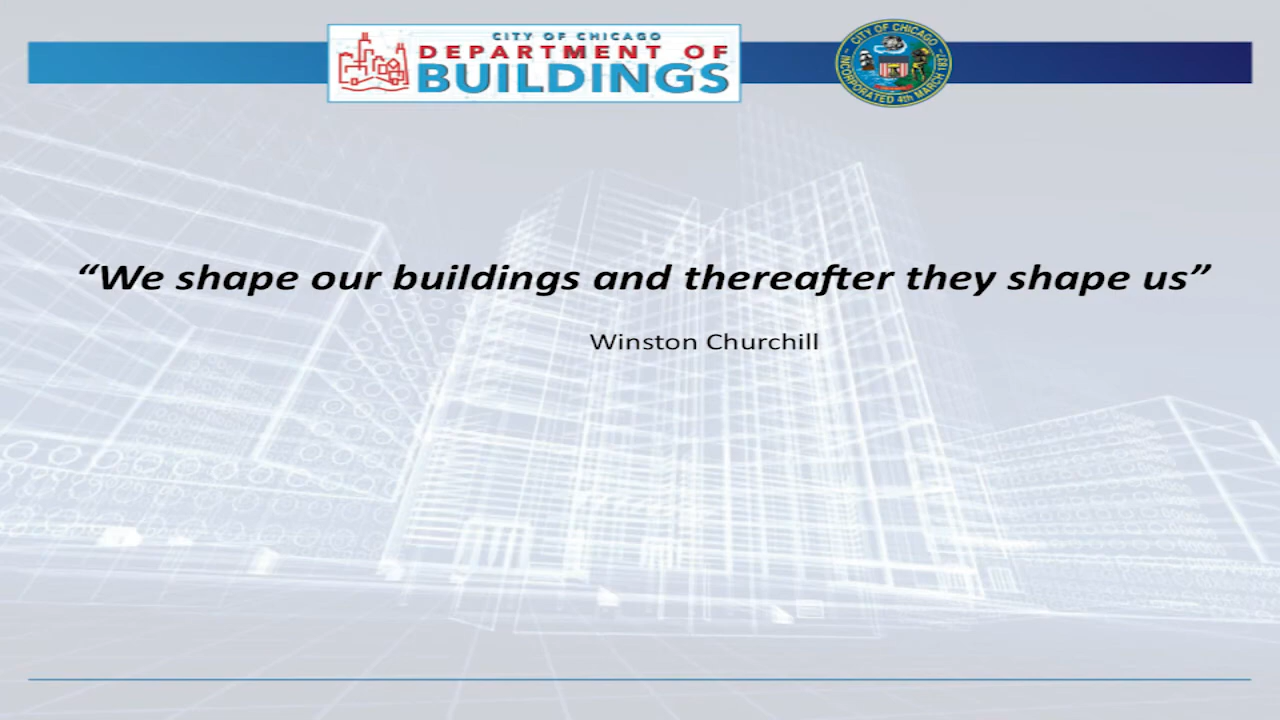 CITY OF CHICAGO
DEPARTMENT OF
BUILDINGS
CITY OF CHICAGO
INCORPORATED 4th MARCH 1837
“We shape our buildings and thereafter they shape us”
Winston Churchill